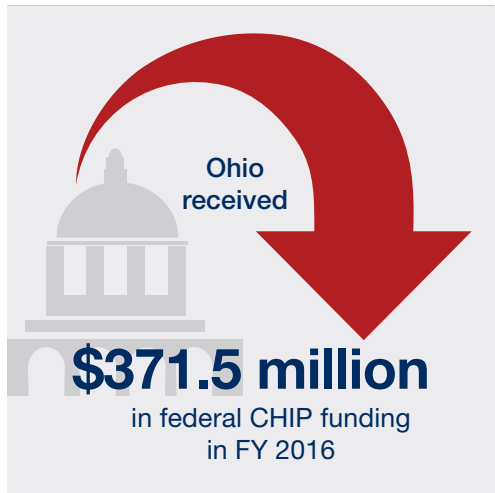 Ohio
received
$371.5 million
in federal CHIP funding
in FY 2016